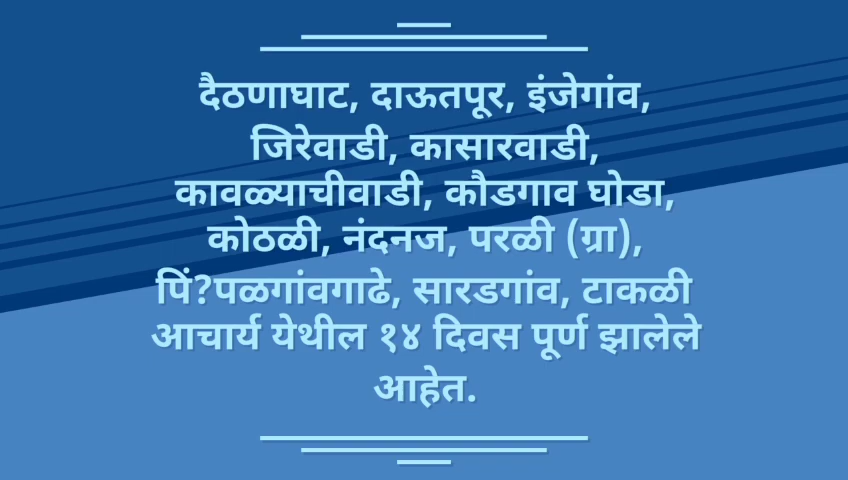 दैठणाघाट, दाऊतपूर, इंजेगांव,
जिरेवाडी, कासारवाडी,
कावळ्याचीवाडी, कौडगाव घोडा,
कोठळी, नंदनज, परळी (ग्रा),
पिं?पळगांवगाढे, सारडगांव, टाकळी
आचार्य येथील १४ दिवस पूर्ण झालेले
आहेत.